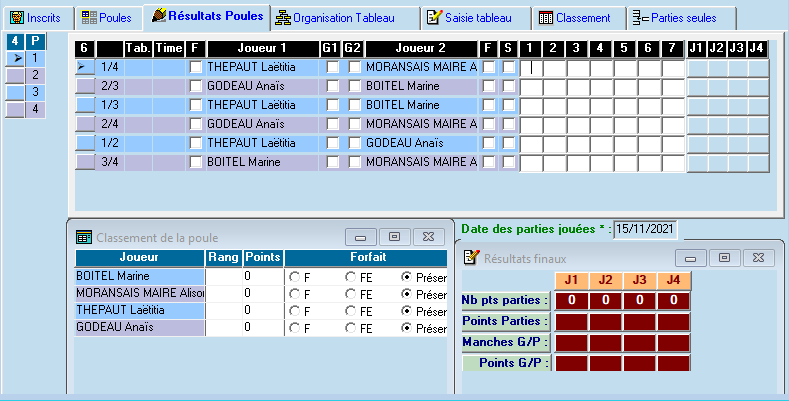 Inscrits Poules Résultats Poules Organisation Tableau Saisie tableau Classement Parties seules
4 P
1
2
3
4
6 Tab. Time F Joueur 1 G1 G2 Joueur 2 F S 1 2 3 4 5 6 7 J1 J2 J3 J4
1/4 THEPAUT Laëtitia MORANSAIS MAIRE A
2/3 GODEAU Anaïs BOITEL Marine
1/3 THEPAUT Laëtitia BOITEL Marine
2/4 GODEAU Anaïs MORANSAIS MAIRE A
1/2 THEPAUT Laëtitia GODEAU Anaïs
3/4 BOITEL Marine MORANSAIS MAIRE A
Date des parties jouées * : 15/11/2021
Classement de la poule
Joueur Rang Points Forfait
BOITEL Marine 0 F FE Préser
MORANSAIS MAIRE Alisor 0 F FE Préser
THEPAUT Laëtitia 0 F FE Préser
GODEAU Anaïs 0 F FE Préser
Résultats finaux
J1 J2 J3 J4
Nb pts parties : 0 0 0 0
Points Parties :
Manches G/P :
Points G/P :